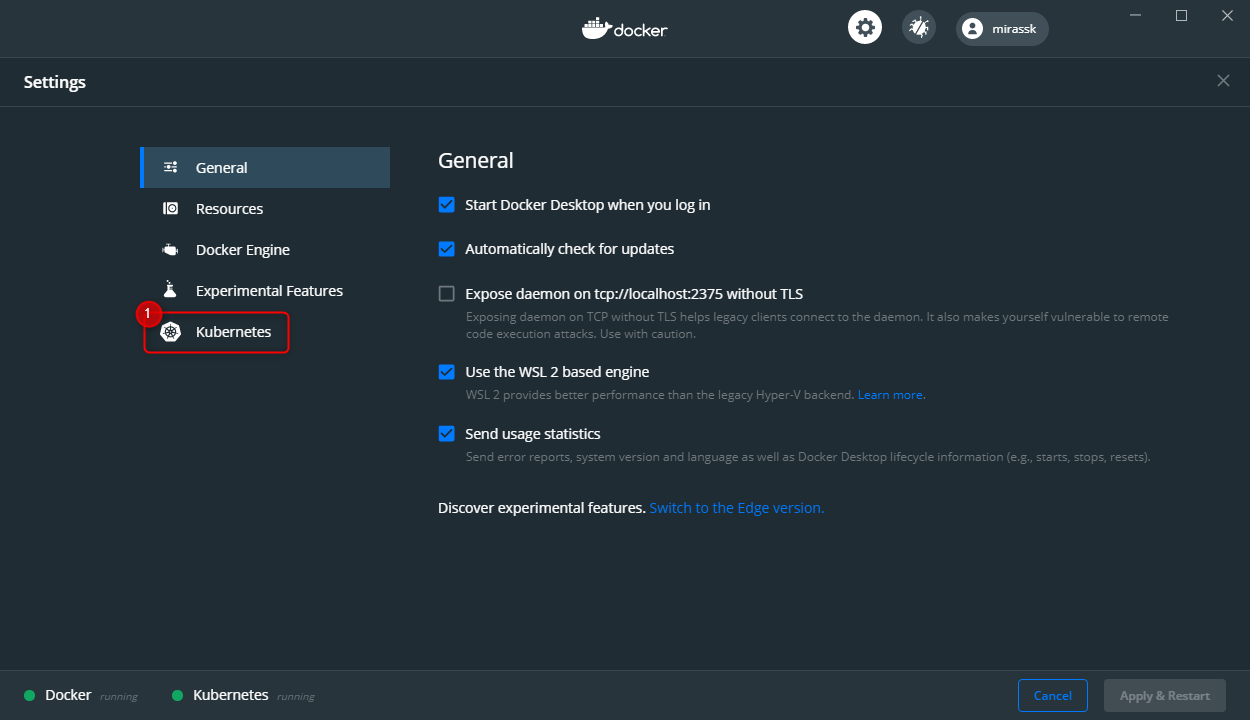 docker
mirassk
Settings
General
Resources
Docker Engine
Experimental Features
1
Kubernetes
General
Start Docker Desktop when you log in
Automatically check for updates
Expose daemon on tcp://localhost:2375 without TLS
Exposing daemon on TCP without TLS helps legacy clients connect to the daemon. It also makes yourself vulnerable to remote
code execution attacks. Use with caution.
Use the WSL 2 based engine
WSL 2 provides better performance than the legacy Hyper-V backend. Learn more.
Send usage statistics
Send error reports, system version and language as well as Docker Desktop lifecycle information (e.g., starts, stops, resets).
Discover experimental features. Switch to the Edge version.
Docker running
Kubernetes running
Cancel
Apply & Restart